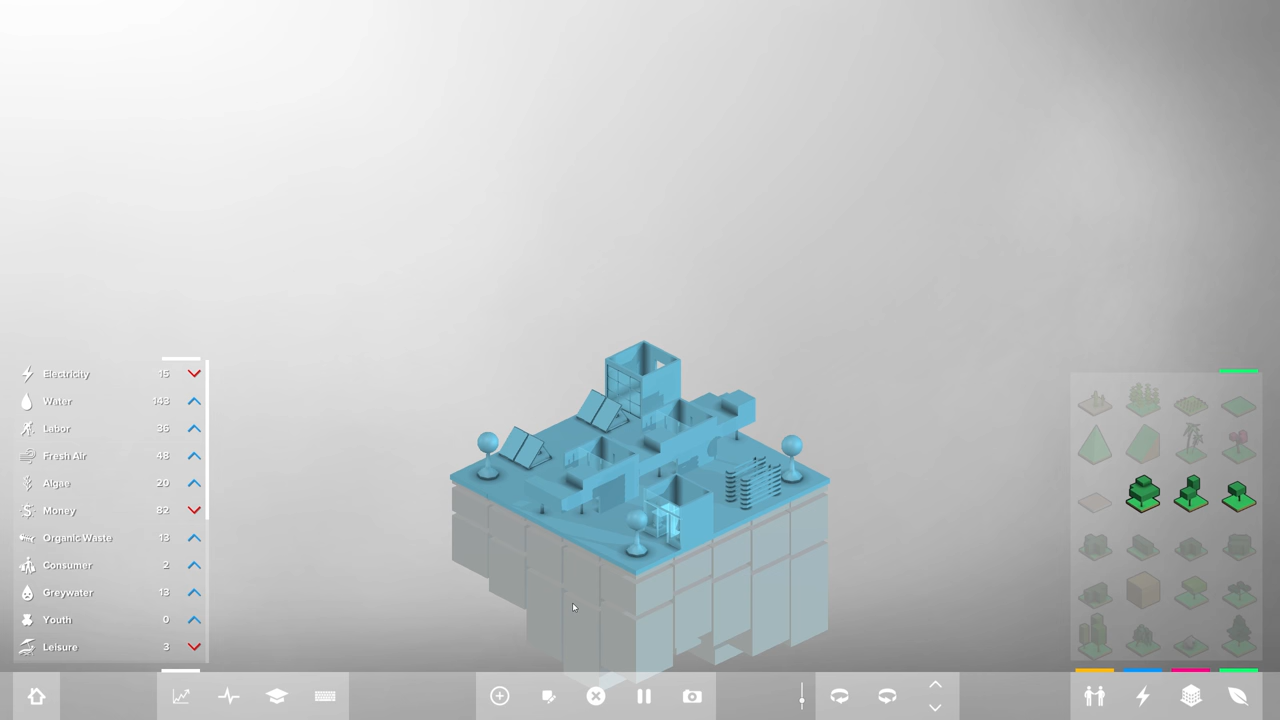 Electricity 15
Water 143
Labor 36
Fresh Air 48
Algae 20
Money 82
Organic Waste 13
Consumer 2
Greywater 13
Youth 0
Leisure 3